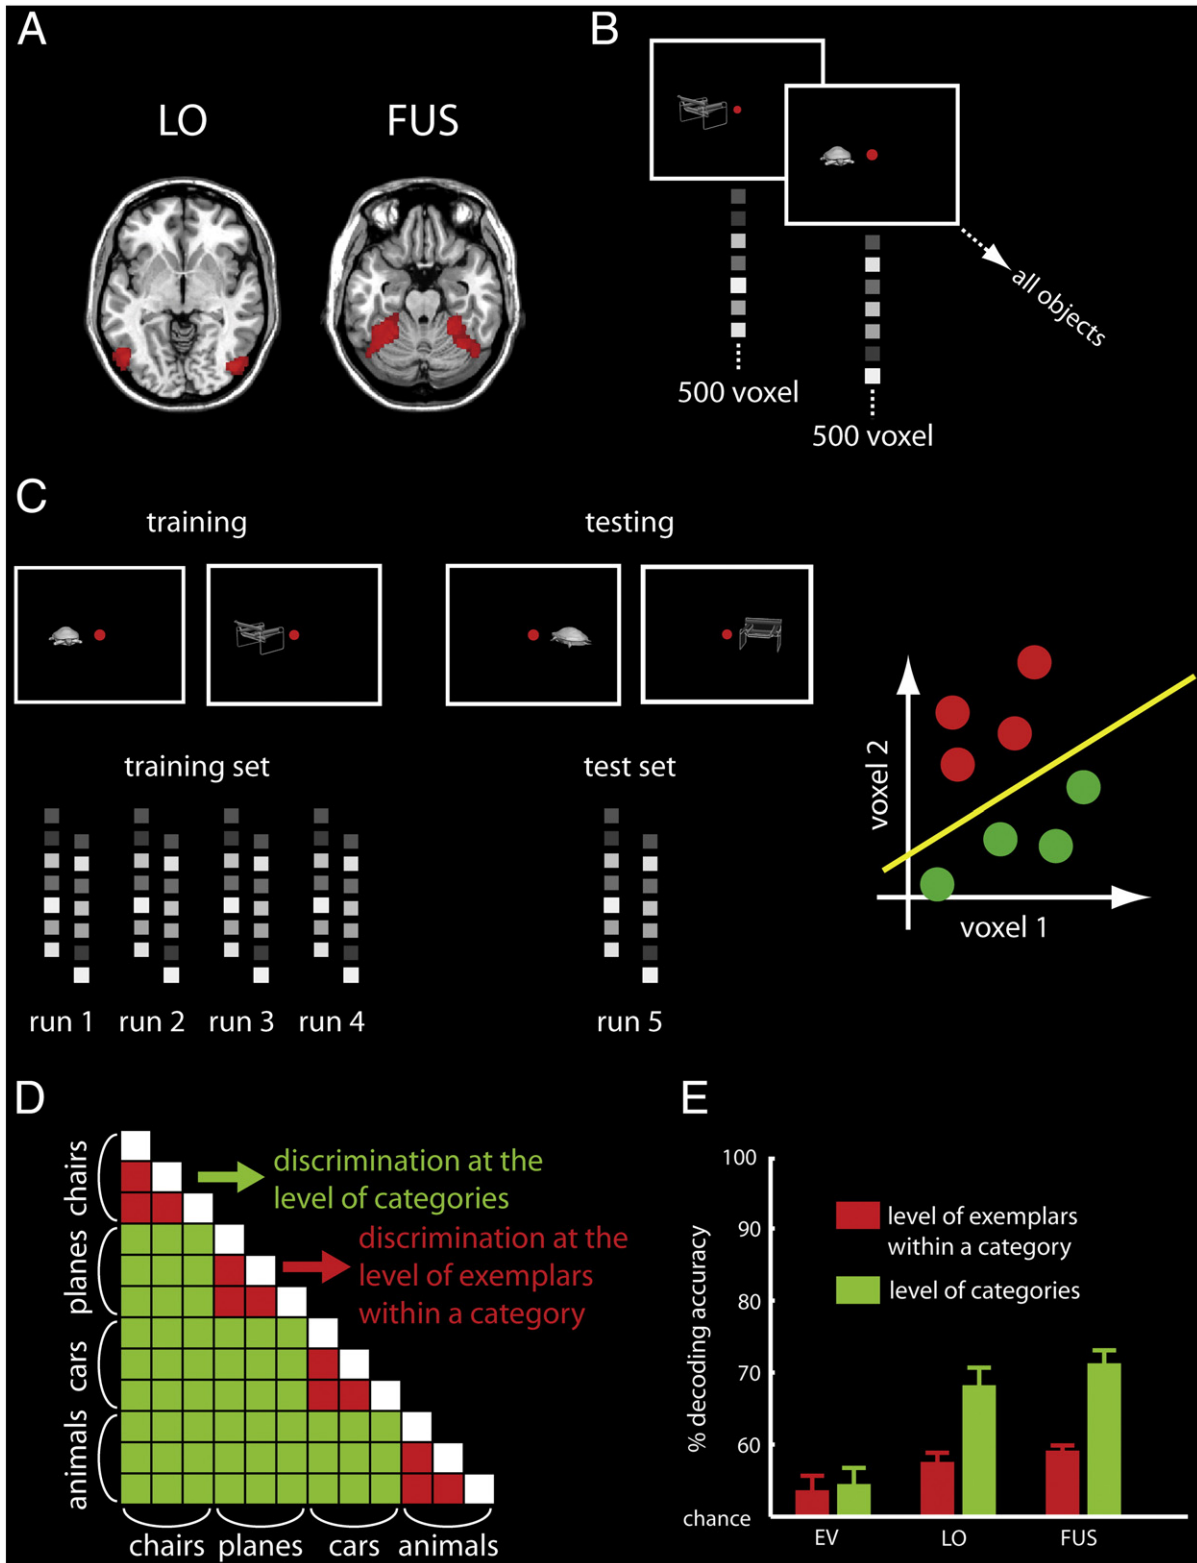 A
LO
FUS
B
500 voxel
500 voxel
all objects
C
training
testing
training set
test set
run 1
run 2
run 3
run 4
run 5
voxel 2
voxel 1
D
chairs
planes
cars
animals
discrimination at the
level of categories
discrimination at the
level of exemplars
within a category
chairs
planes
cars
animals
E
% decoding accuracy
100
90
80
70
60
chance
level of exemplars
within a category
level of categories
EV
LO
FUS